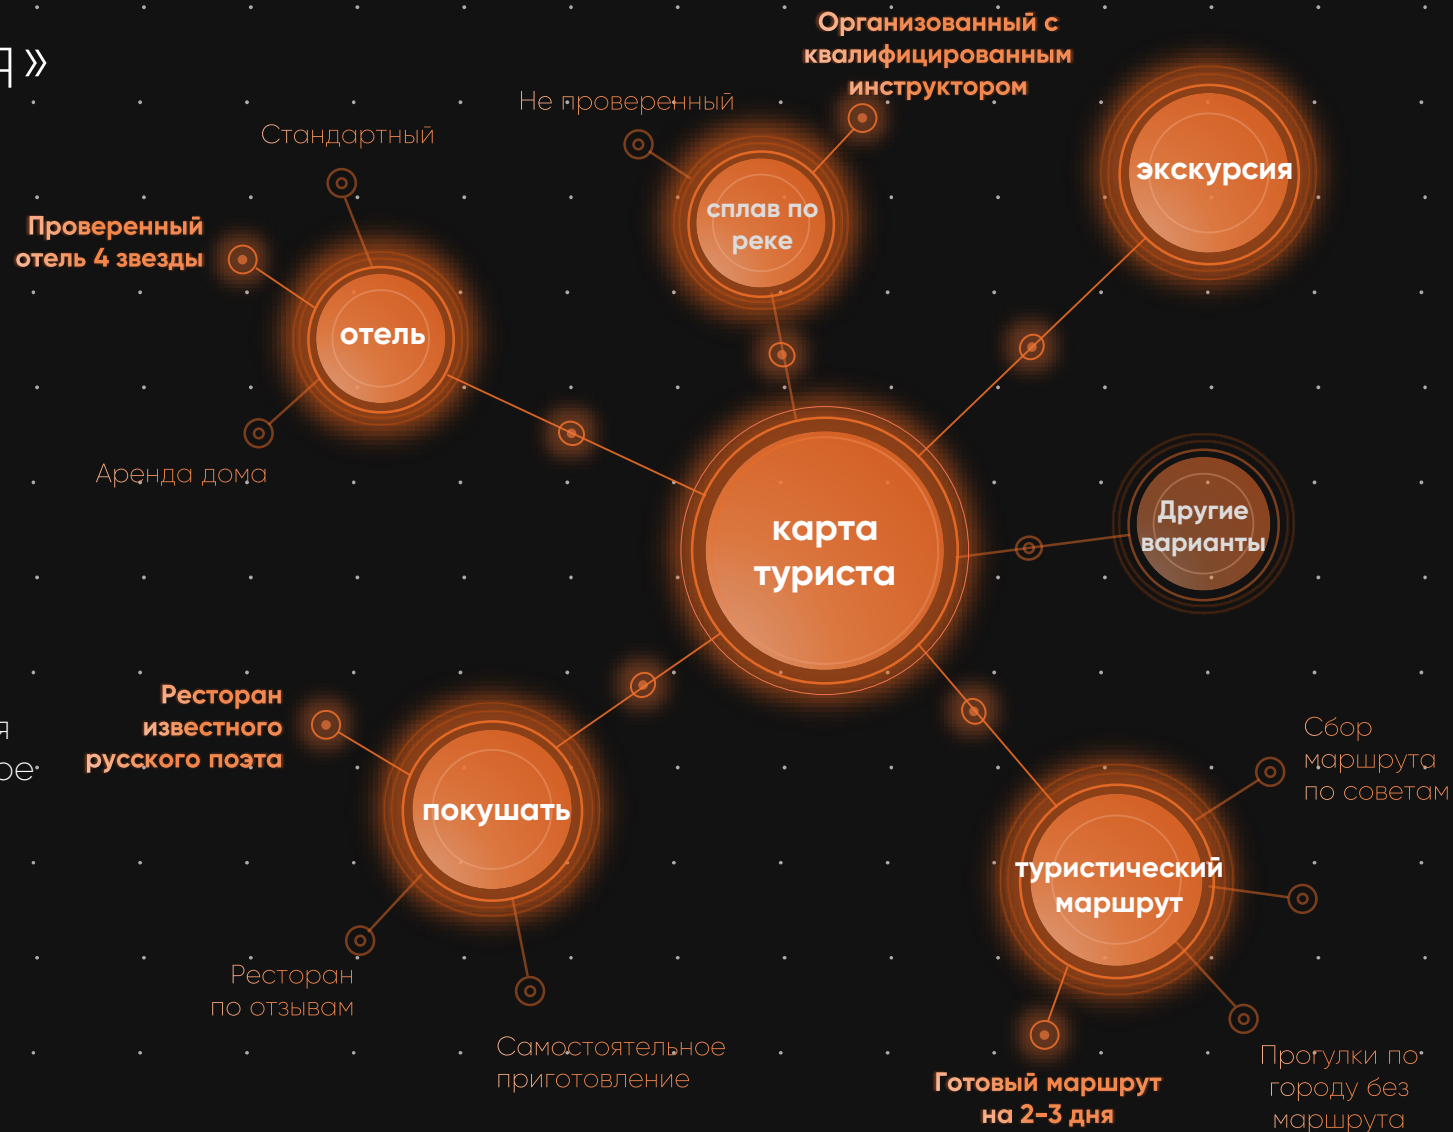 я»
Организованный с
квалифицированным
инструктором
Не проверенный
Стандартный
экскурсия
сплав по
реке
Проверенный
отель 4 звезды
отель
Аренда дома
карта
туриста
Другие
варианты
Ресторан
известного
русского поэта
я
ре
покушать
Сбор
маршрута
по советам
туристический
маршрут
Ресторан
по отзывам
Самостоятельное
приготовление
Готовый маршрут
на 2-3 дня
Прогулки по
городу без
маршрута